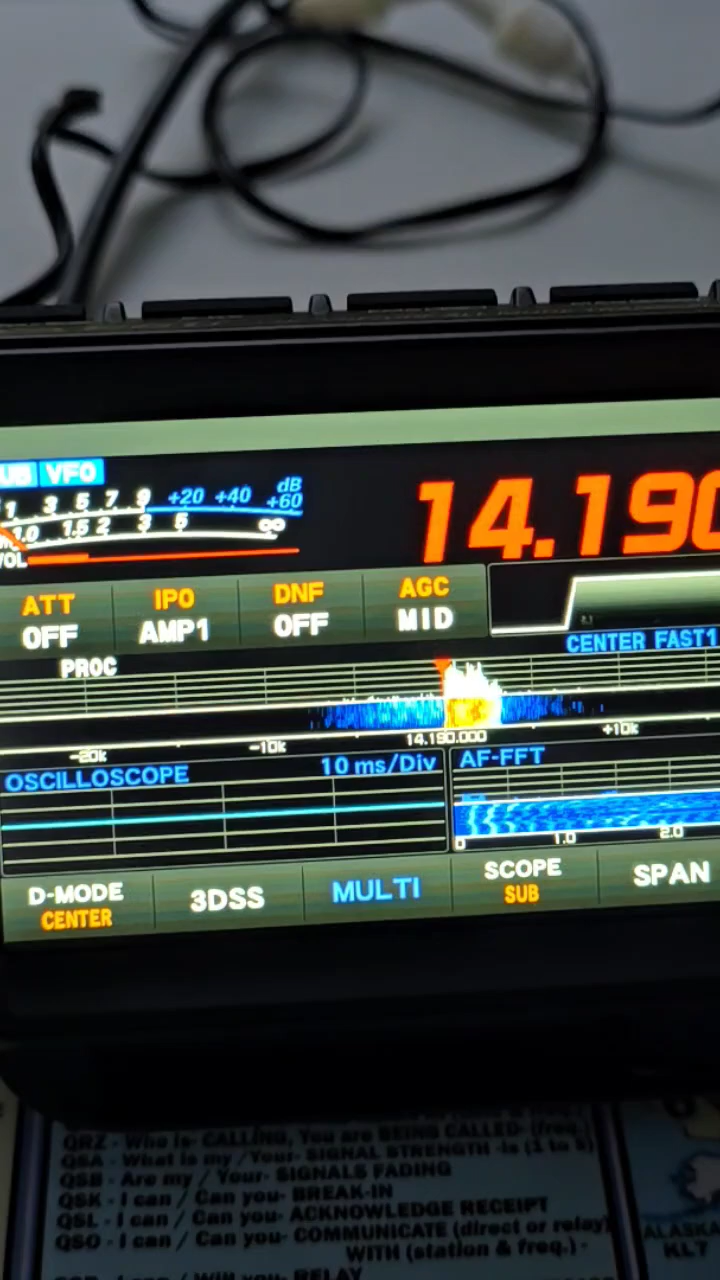 UB VFO
1 3 5 7 9 +20 +40 +60 dB
1.0 1.5 2 3 5 ∞
VOL
14.190
ATT IPO DNF AGC
OFF AMP1 OFF MID
CENTER FAST1
PROC
-20k -10k 14.190.000 +10k
OSCILLOSCOPE 10 ms/Div AF-FFT
0 1.0 2.0
D-MODE 3DSS MULTI SCOPE SPAN
CENTER SUB
QRZ - Who is- CALLING, You are BEING CALLED- (freq.)
QSA - What is my / Your- SIGNAL STRENGTH -is (1 to 5)
QSB - Are my / Your- SIGNALS FADING
QSK - I can / Can you- BREAK-IN
QSL - I can / Can you- ACKNOWLEDGE RECEIPT
QSO - I can / Can you- COMMUNICATE (direct or relay)
WITH (station & freq.) -
ALASKA
KL7
RELAY